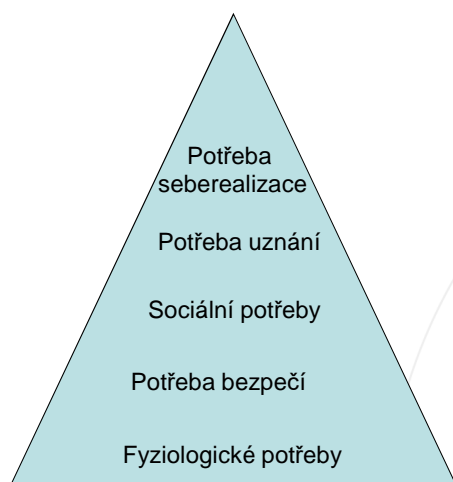 Potřeba
seberealizace
Potřeba uznání
Sociální potřeby
Potřeba bezpečí
Fyziologické potřeby